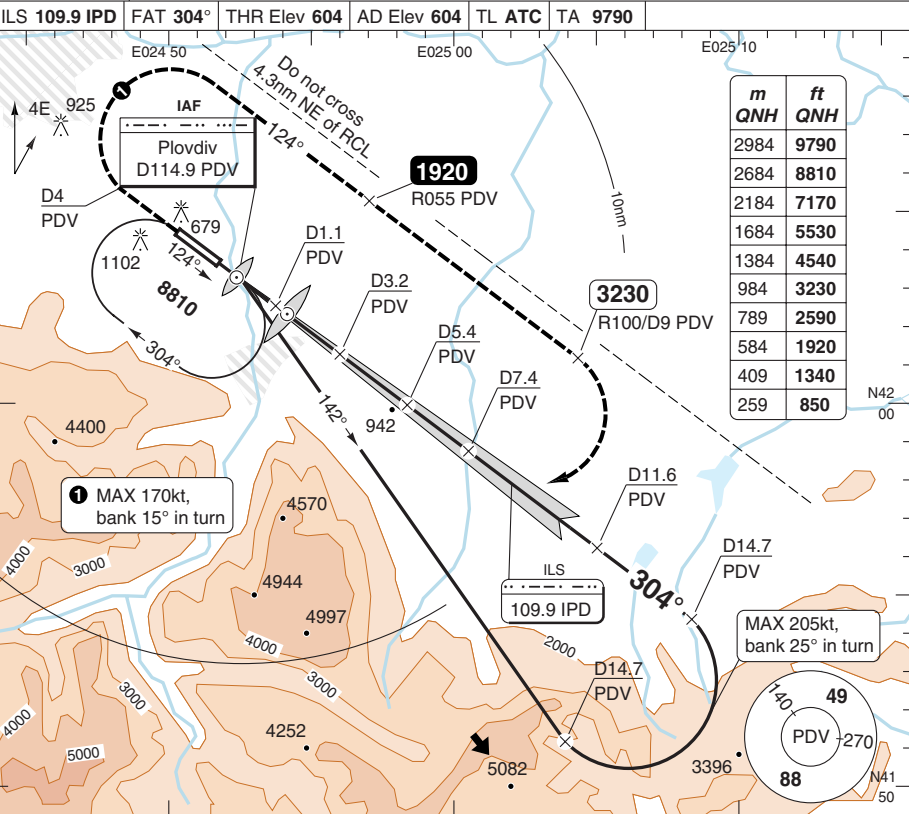 ILS 109.9 IPD FAT 304° THR Elev 604 AD Elev 604 TL ATC TA 9790
E024 50
E025 00
E025 10
Do not cross
4.3nm NE of RCL
4E
925
1
IAF
Plovdiv
D114.9 PDV
124°
1920
R055 PDV
10nm
m ft
QNH QNH
2984 9790
2684 8810
2184 7170
1684 5530
1384 4540
984 3230
789 2590
584 1920
409 1340
259 850
D4
PDV
679
1102
124°
8810
304°
D1.1
PDV
D3.2
PDV
3230
R100/D9 PDV
D5.4
PDV
D7.4
PDV
N42
00
142°
942
4400
1 MAX 170kt,
bank 15° in turn
4570
D11.6
PDV
4000
3000
4944
4997
4000
ILS
109.9 IPD
304°
D14.7
PDV
MAX 205kt,
bank 25° in turn
2000
3000
3000
D14.7
PDV
4000
5000
4252
5082
3396
140
49
PDV
270
88
N41
50